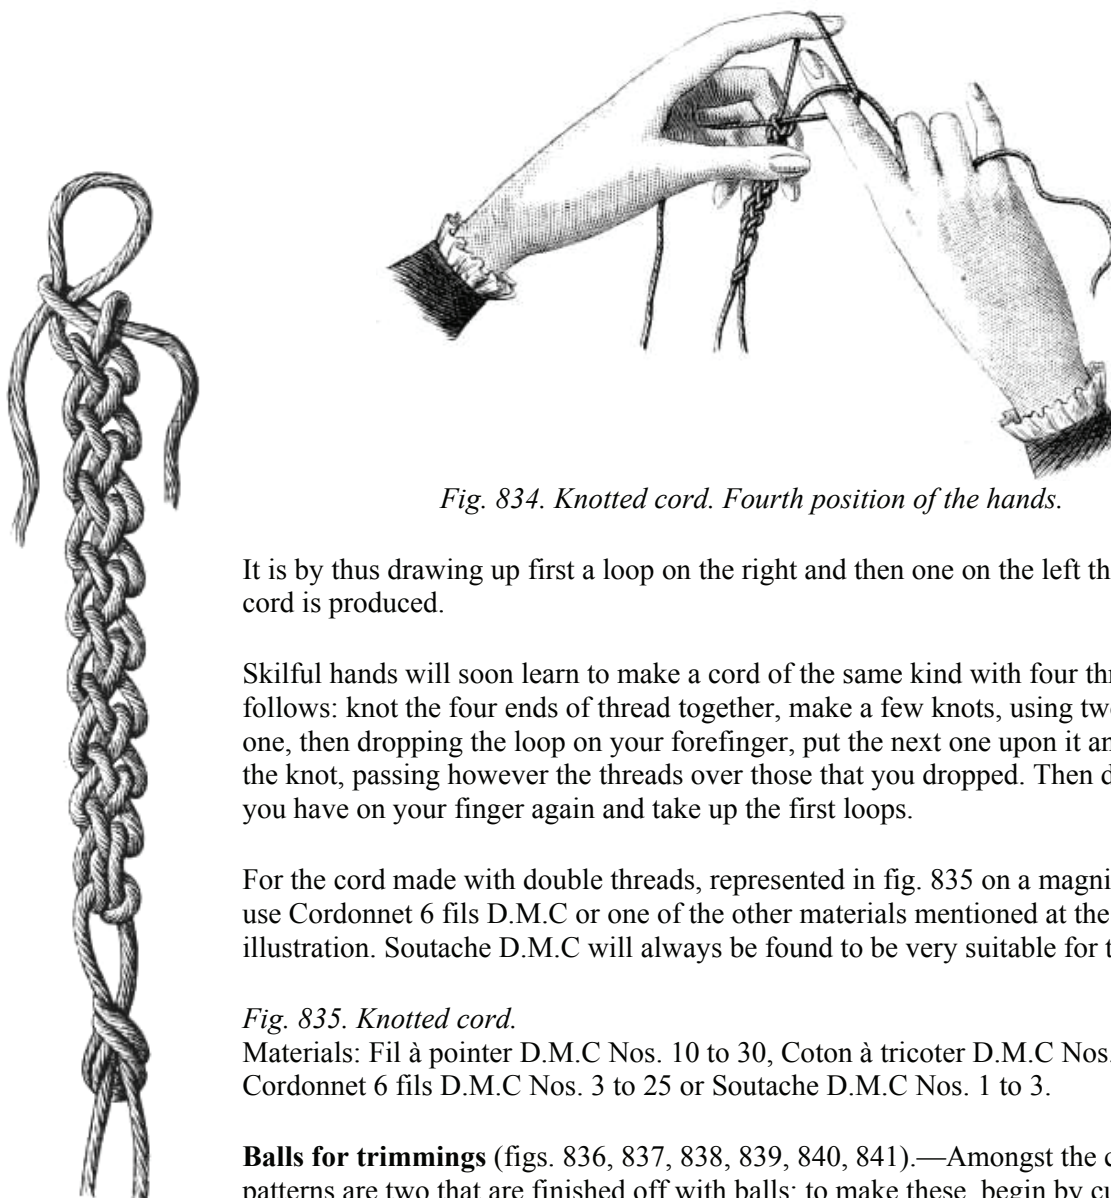 Fig. 834. Knotted cord. Fourth position of the hands.
It is by thus drawing up first a loop on the right and then one on the left
cord is produced.
Skilful hands will soon learn to make a cord of the same kind with four
follows: knot the four ends of thread together, make a few knots, using
one, then dropping the loop on your forefinger, put the next one upon it
the knot, passing however the threads over those that you dropped. Then
you have on your finger again and take up the first loops.
For the cord made with double threads, represented in fig. 835 on a
use Cordonnet 6 fils D.M.C or one of the other materials mentioned at the
illustration. Soutache D.M.C will always be found to be very suitable for
Fig. 835. Knotted cord.
Materials: Fil à pointer D.M.C Nos. 10 to 30, Coton à tricoter D.M.C Nos.
Cordonnet 6 fils D.M.C Nos. 3 to 25 or Soutache D.M.C Nos. 1 to 3.
Balls for trimmings (figs. 836, 837, 838, 839, 840, 841).—Amongst the
patterns are two that are finished off with balls; to make these, begin by